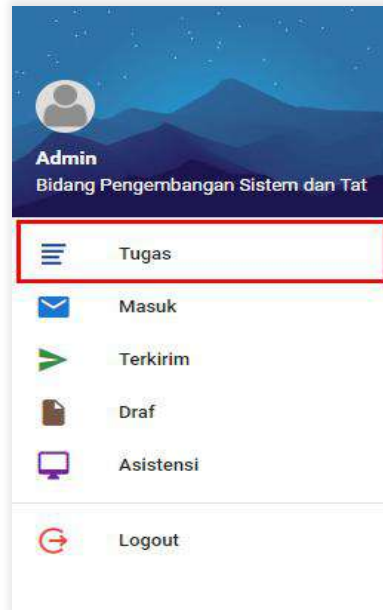 Admin
Bidang Pengembangan Sistem dan Tat
Tugas
Masuk
Terkirim
Draf
Asistensi
Logout